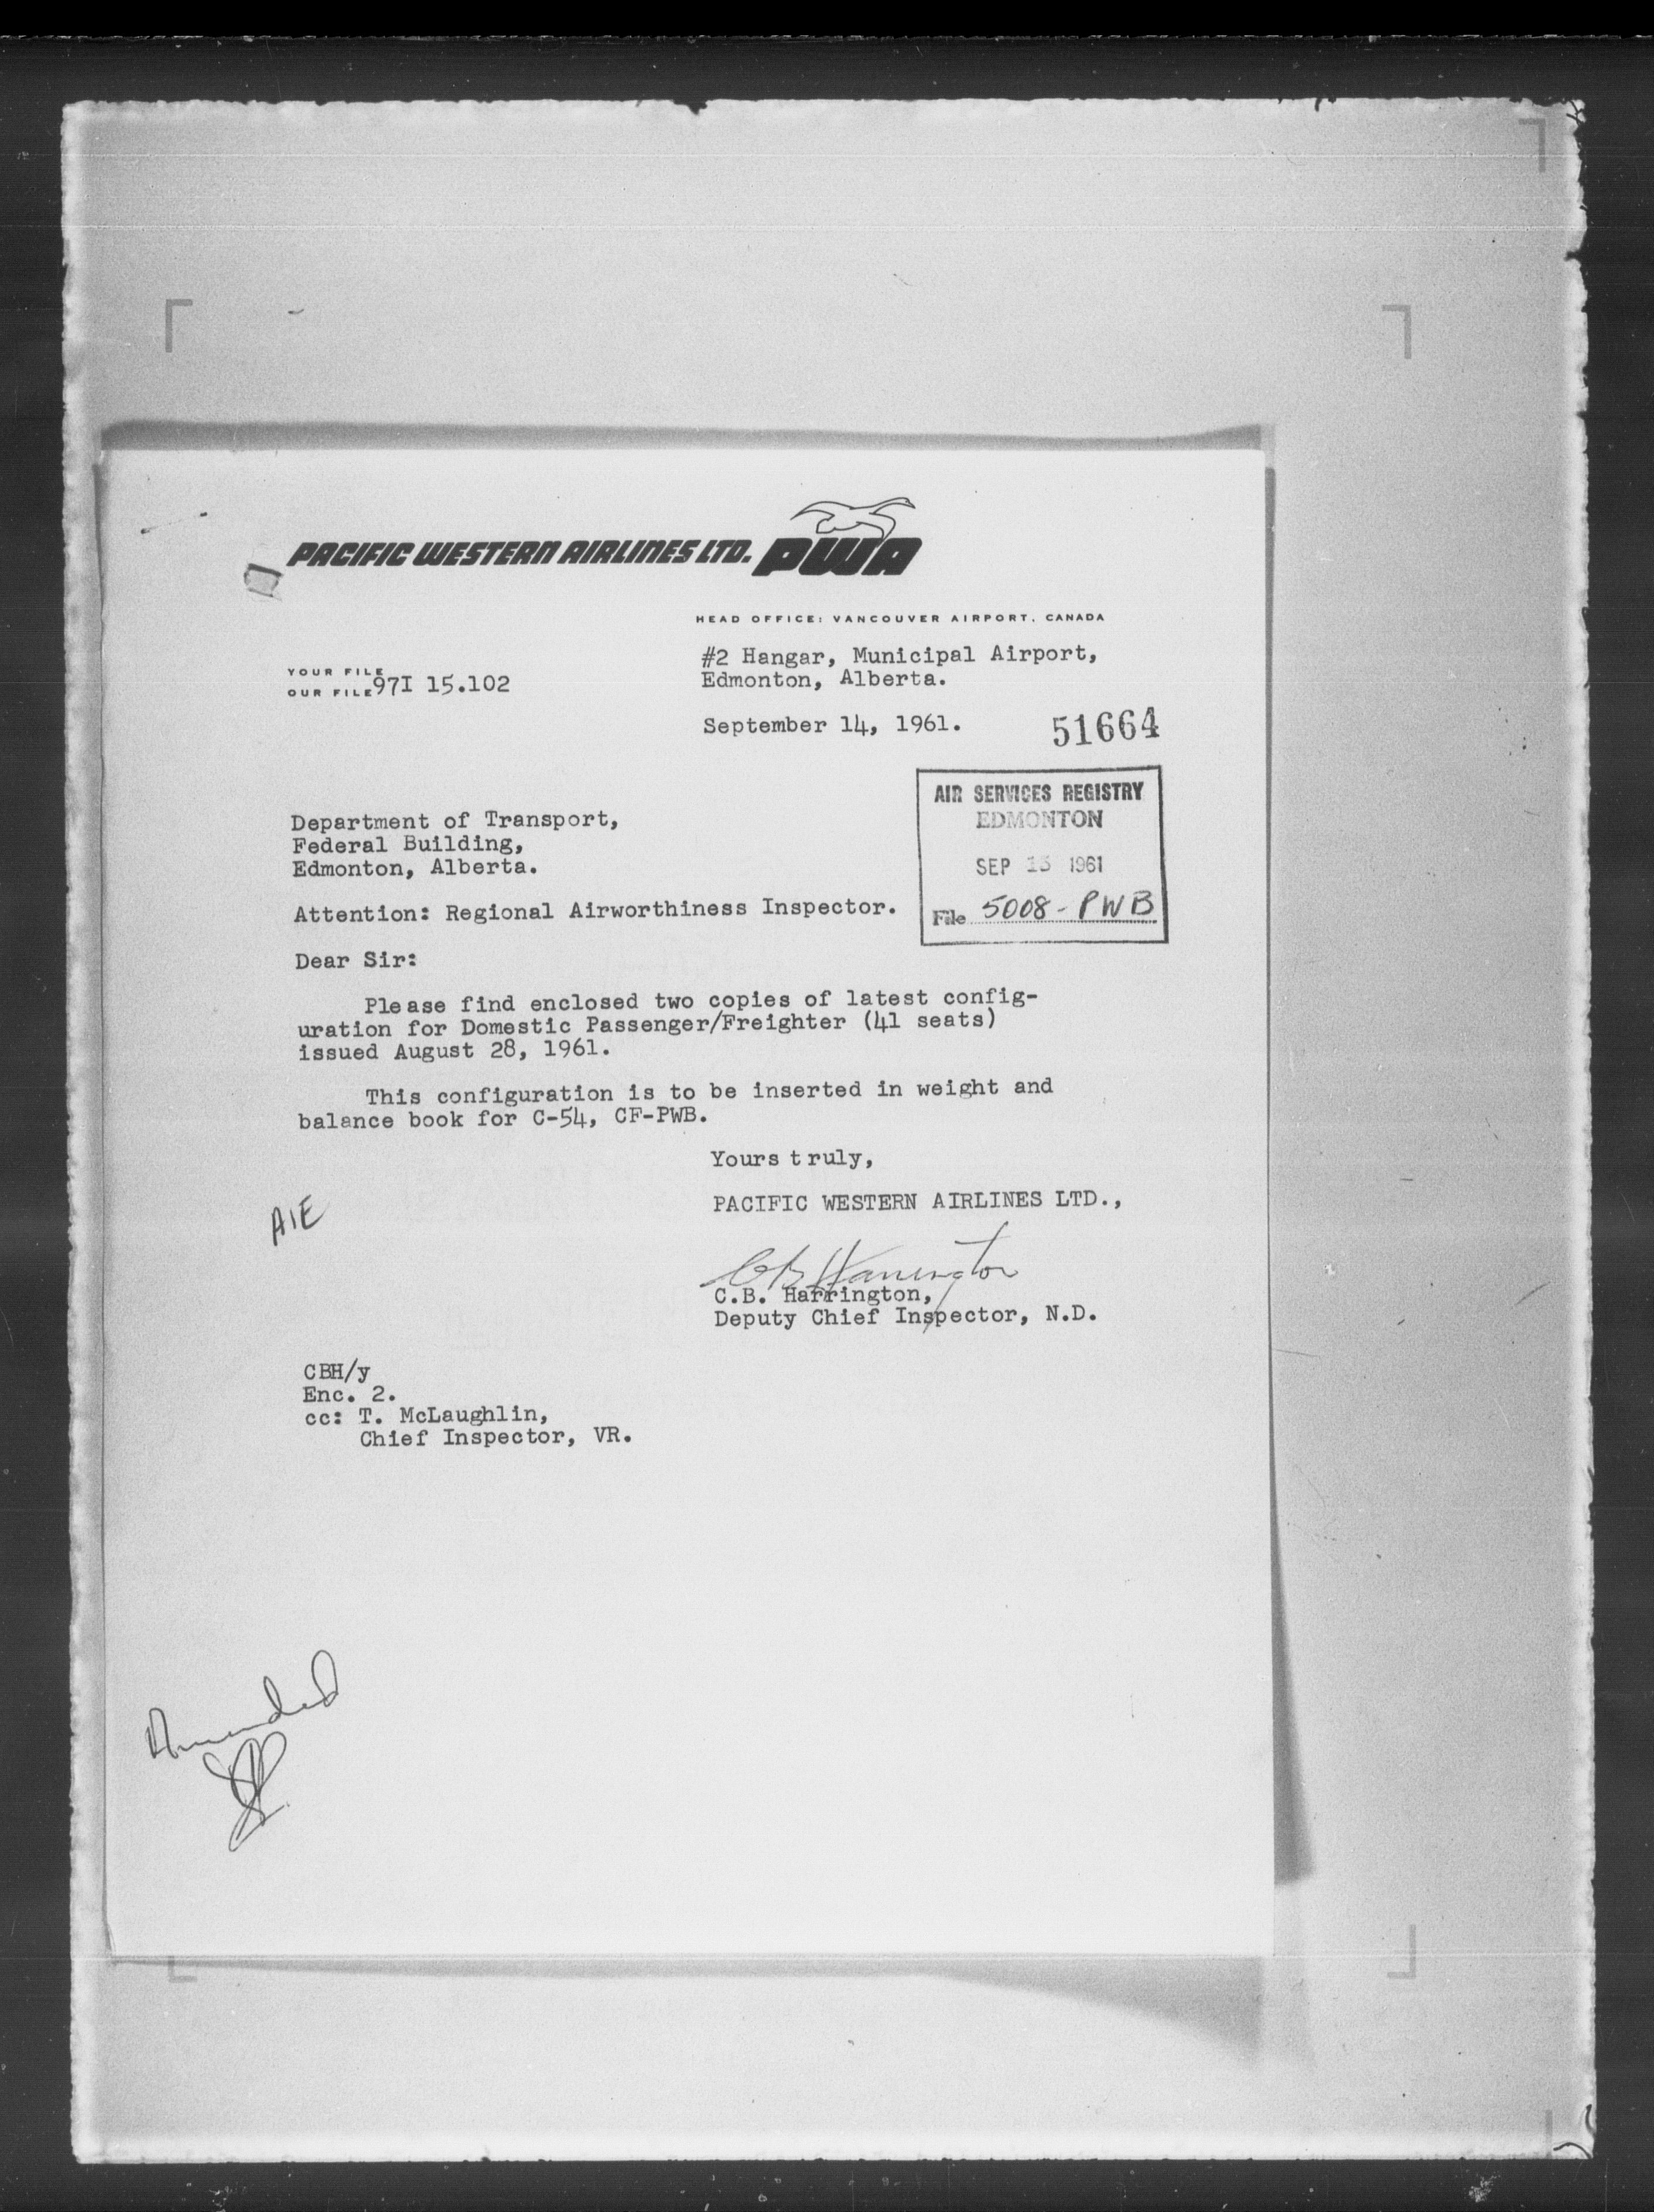 PACIFIC WESTERN AIRLINES LTD. PWA
HEAD OFFICE: VANCOUVER AIRPORT, CANADA
#2 Hangar, Municipal Airport,
Edmonton, Alberta.
YOUR FILE
OUR FILE 97I 15.102
September 14, 1961.
51664
AIR SERVICES REGISTRY
EDMONTON
SEP 1961
File 5008-PWB
Department of Transport,
Federal Building,
Edmonton, Alberta.
Attention: Regional Airworthiness Inspector.
Dear Sir:
Please find enclosed two copies of latest config-
uration for Domestic Passenger/Freighter (41 seats)
issued August 28, 1961.
This configuration is to be inserted in weight and
balance book for C-54, CF-PWB.
Yours truly,
PACIFIC WESTERN AIRLINES LTD.,
AIE
CB Harrington
C.B. Harrington,
Deputy Chief Inspector, N.D.
CBH/y
Enc. 2.
cc: T. McLaughlin,
Chief Inspector, VR.
Amended